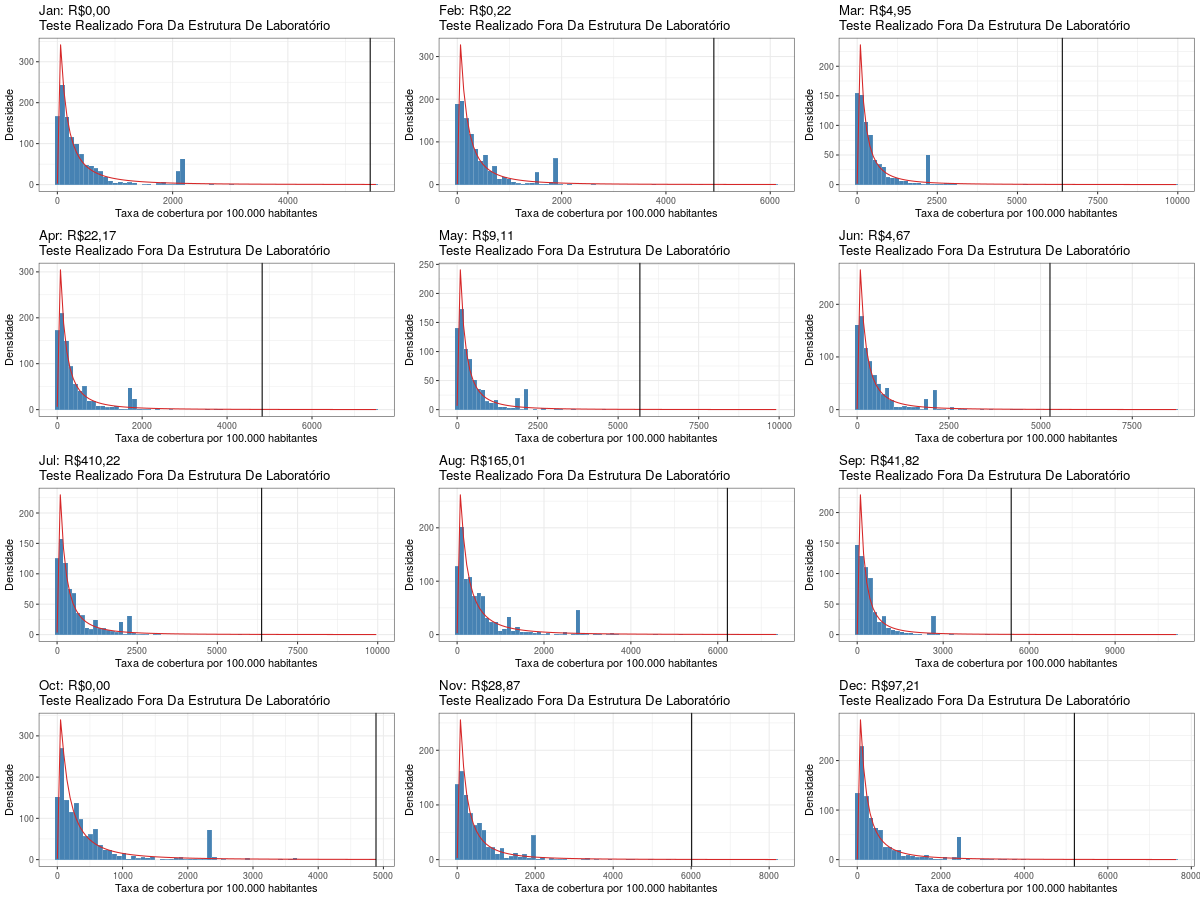 Jan: R$0,00
Teste Realizado Fora Da Estrutura De Laboratório
Densidade
300
200
100
0
0 2000 4000
Taxa de cobertura por 100.000 habitantes
Feb: R$0,22
Teste Realizado Fora Da Estrutura De Laboratório
Densidade
300
200
100
0
0 2000 4000 6000
Taxa de cobertura por 100.000 habitantes
Mar: R$4,95
Teste Realizado Fora Da Estrutura De Laboratório
Densidade
200
150
100
50
0
0 2500 5000 7500 10000
Taxa de cobertura por 100.000 habitantes
Apr: R$22,17
Teste Realizado Fora Da Estrutura De Laboratório
Densidade
300
200
100
0
0 2000 4000 6000
Taxa de cobertura por 100.000 habitantes
May: R$9,11
Teste Realizado Fora Da Estrutura De Laboratório
Densidade
250
200
150
100
50
0
0 2500 5000 7500 10000
Taxa de cobertura por 100.000 habitantes
Jun: R$4,67
Teste Realizado Fora Da Estrutura De Laboratório
Densidade
200
100
0
0 2500 5000 7500
Taxa de cobertura por 100.000 habitantes
Jul: R$410,22
Teste Realizado Fora Da Estrutura De Laboratório
Densidade
200
150
100
50
0
0 2500 5000 7500 10000
Taxa de cobertura por 100.000 habitantes
Aug: R$165,01
Teste Realizado Fora Da Estrutura De Laboratório
Densidade
200
100
0
0 2000 4000 6000
Taxa de cobertura por 100.000 habitantes
Sep: R$41,82
Teste Realizado Fora Da Estrutura De Laboratório
Densidade
200
150
100
50
0
0 3000 6000 9000
Taxa de cobertura por 100.000 habitantes
Oct: R$0,00
Teste Realizado Fora Da Estrutura De Laboratório
Densidade
300
200
100
0
0 1000 2000 3000 4000 5000
Taxa de cobertura por 100.000 habitantes
Nov: R$28,87
Teste Realizado Fora Da Estrutura De Laboratório
Densidade
200
100
0
0 2000 4000 6000 8000
Taxa de cobertura por 100.000 habitantes
Dec: R$97,21
Teste Realizado Fora Da Estrutura De Laboratório
Densidade
200
100
0
0 2000 4000 6000 8000
Taxa de cobertura por 100.000 habitantes